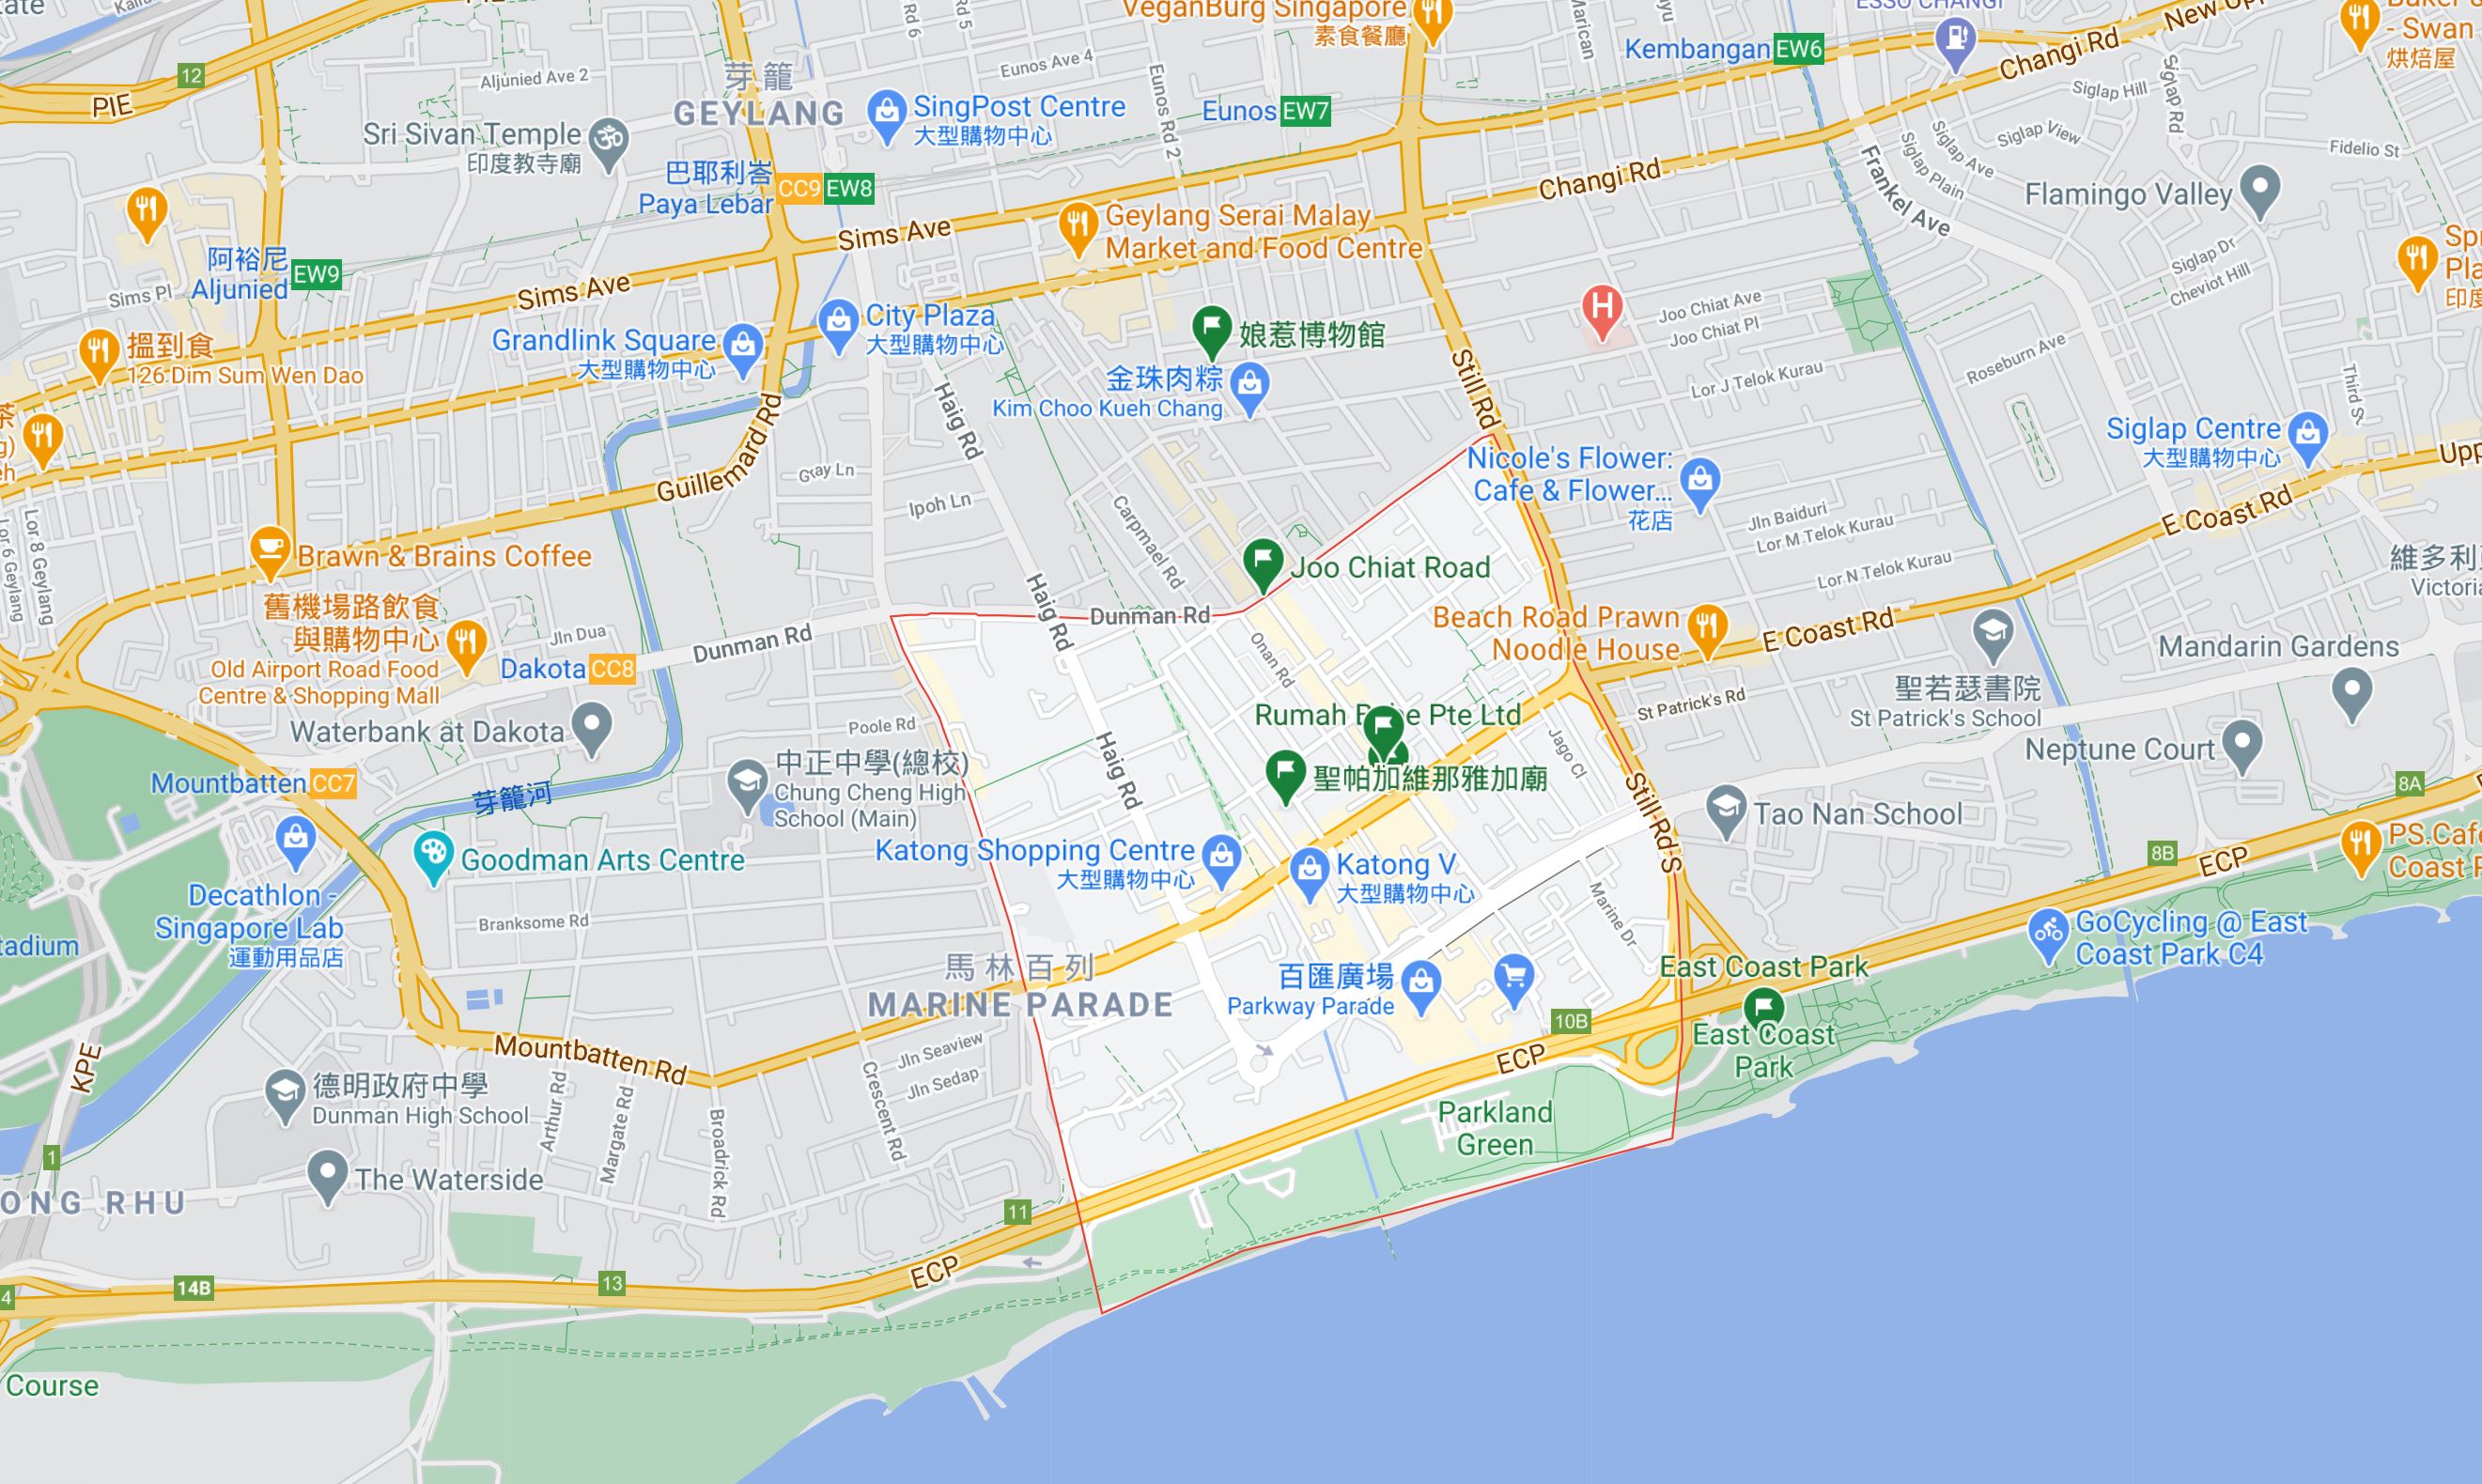 PIE
12
Aljunied Ave 2
芽籠
GEYLANG
Sri Sivan Temple
印度教寺廟
SingPost Centre
大型購物中心
Eunos Ave 4
Eunos Rd 2
Rd 6
Rd 5
VeganBurg Singapore
素食餐廳
Eunos EW7
Kembangan EW6
ESSO CHANGI
Changi Rd
- Swan
烘焙屋
Siglap Hill
Siglap Rd
Siglap View
Siglap Ave
Siglap Plain
Fidelio St
巴耶利峇
Paya Lebar
CC9 EW8
Sims Ave
Geylang Serai Malay
Market and Food Centre
Changi Rd
Frankel Ave
Flamingo Valley
Siglap Dr
Cheviot Hill
阿裕尼
Aljunied
EW9
Sims Pl
Sims Ave
搵到食
126 Dim Sum Wen Dao
Grandlink Square
大型購物中心
City Plaza
大型購物中心
娘惹博物館
金珠肉粽
Kim Choo Kueh Chang
H
Joo Chiat Ave
Joo Chiat Pl
Lor J Telok Kurau
Roseburn Ave
Third St
Still Rd
Haig Rd
Guillemard Rd
Gray Ln
Ipoh Ln
Carpmael Rd
Nicole's Flower:
Cafe & Flower...
花店
Siglap Centre
大型購物中心
Jln Baiduri
Lor M Telok Kurau
Lor N Telok Kurau
E Coast Rd
Lor 6 Geylang
Lor 8 Geylang
Brawn & Brains Coffee
Joo Chiat Road
舊機場路飲食
與購物中心
Old Airport Road Food
Centre & Shopping Mall
Jln Dua
Dakota CC8
Dunman Rd
Haig Rd
Dunman Rd
Onan Rd
Beach Road Prawn
Noodle House
E Coast Rd
St Patrick's Rd
聖若瑟書院
St Patrick's School
Mandarin Gardens
Waterbank at Dakota
Poole Rd
Rumah Pte Ltd
聖帕加維那雅加廟
Jago Cl
Neptune Court
Mountbatten CC7
芽籠河
中正中學(總校)
Chung Cheng High
School (Main)
Haig Rd
Still Rd S
Tao Nan School
8A
8B
ECP
Goodman Arts Centre
Katong Shopping Centre
大型購物中心
Katong V
大型購物中心
Marine Dr
Decathlon -
Singapore Lab
運動用品店
Branksome Rd
GoCycling @ East
Coast Park C4
馬林百列
MARINE PARADE
百匯廣場
Parkway Parade
East Coast Park
East Coast
Park
10B
ECP
Mountbatten Rd
Jln Seaview
Jln Sedap
Crescent Rd
KPE
德明政府中學
Dunman High School
Arthur Rd
Margate Rd
Broadrick Rd
Parkland
Green
1
The Waterside
11
ECP
14B
13
Course